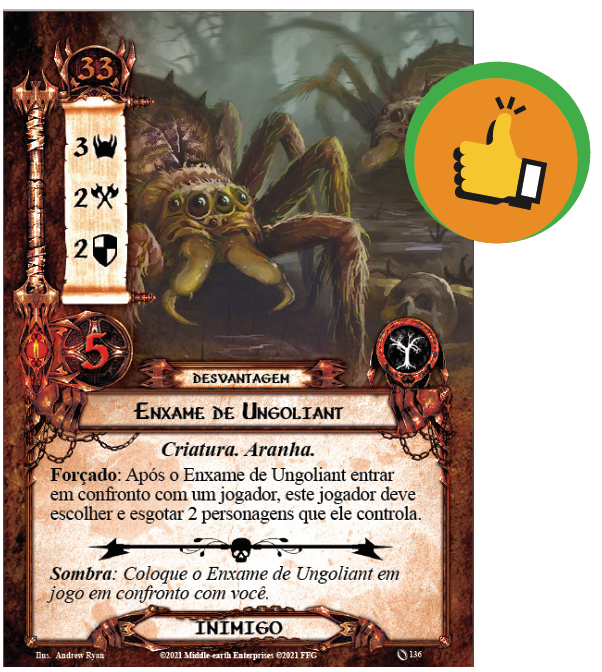 33
3
2
2
5
DESVANTAGEM
ENXAME DE UNGOLIANT
Criatura. Aranha.
Forçado: Após o Enxame de Ungoliant entrar
em confronto com um jogador, este jogador deve
escolher e esgotar 2 personagens que ele controla.
Sombra: Coloque o Enxame de Ungoliant em
jogo em confronto com você.
INIMIGO
Ilus. Andrew Ryan ©2021 Middle-earth Enterprises ©2021 FFG 136